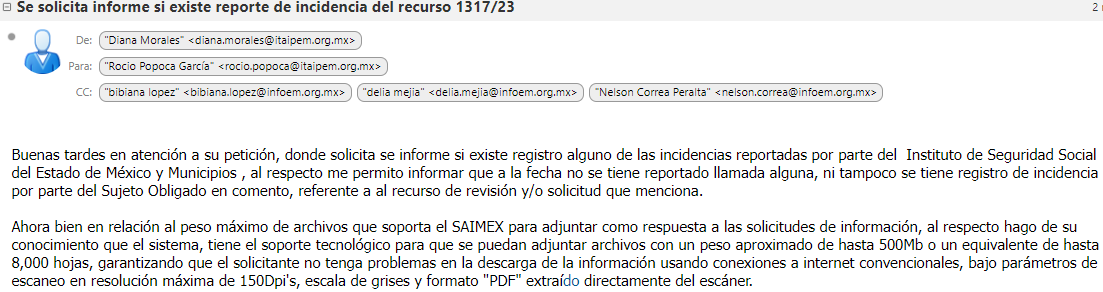 Se solicita informe si existe reporte de incidencia del recurso 1317/23
De: "Diana Morales" <diana.morales@itaipem.org.mx>
Para: "Rocio Popoca García" <rocio.popoca@itaipem.org.mx>
CC: "bibiana lopez" <bibiana.lopez@infoem.org.mx> "delia mejia" <delia.mejia@infoem.org.mx> "Nelson Correa Peralta" <nelson.correa@infoem.org.mx>
Buenas tardes en atención a su petición, donde solicita se informe si existe registro alguno de las incidencias reportadas por parte del Instituto de Seguridad Social
del Estado de México y Municipios , al respecto me permito informar que a la fecha no se tiene reportado llamada alguna, ni tampoco se tiene registro de incidencia
por parte del Sujeto Obligado en comento, referente a al recurso de revisión y/o solicitud que menciona.
Ahora bien en relación al peso máximo de archivos que soporta el SAIMEX para adjuntar como respuesta a las solicitudes de información, al respecto hago de su
conocimiento que el sistema, tiene el soporte tecnológico para que se puedan adjuntar archivos con un peso aproximado de hasta 500Mb o un equivalente de hasta
8,000 hojas, garantizando que el solicitante no tenga problemas en la descarga de la información usando conexiones a internet convencionales, bajo parámetros de
escaneo en resolución máxima de 150Dpi's, escala de grises y formato "PDF" extraído directamente del escáner.